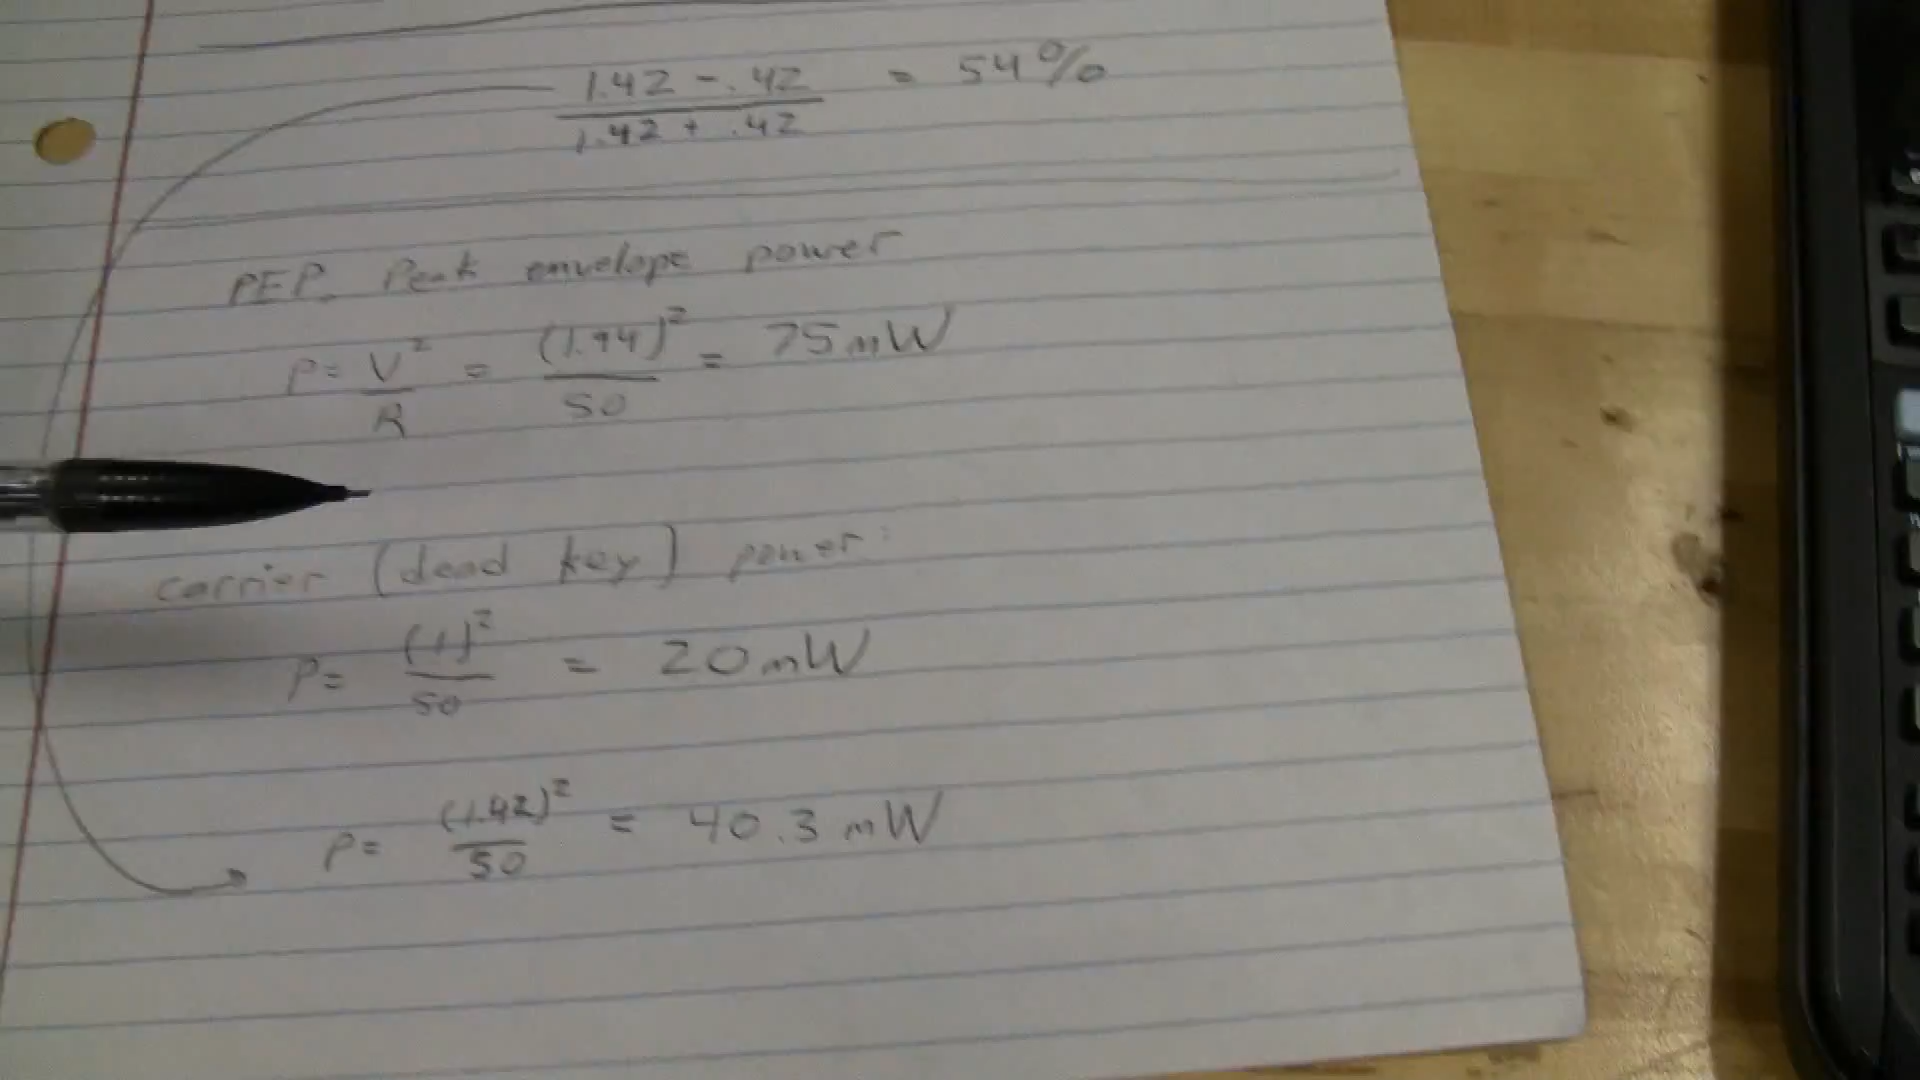 1.42 - .42 = 54%
1.42 + .42
PEP. Peak envelope power
P = V² = (1.94)² = 75mW
R 50
carrier (dead key) power:
P = (1)² = 20mW
50
P = (1.42)² = 40.3 mW
50